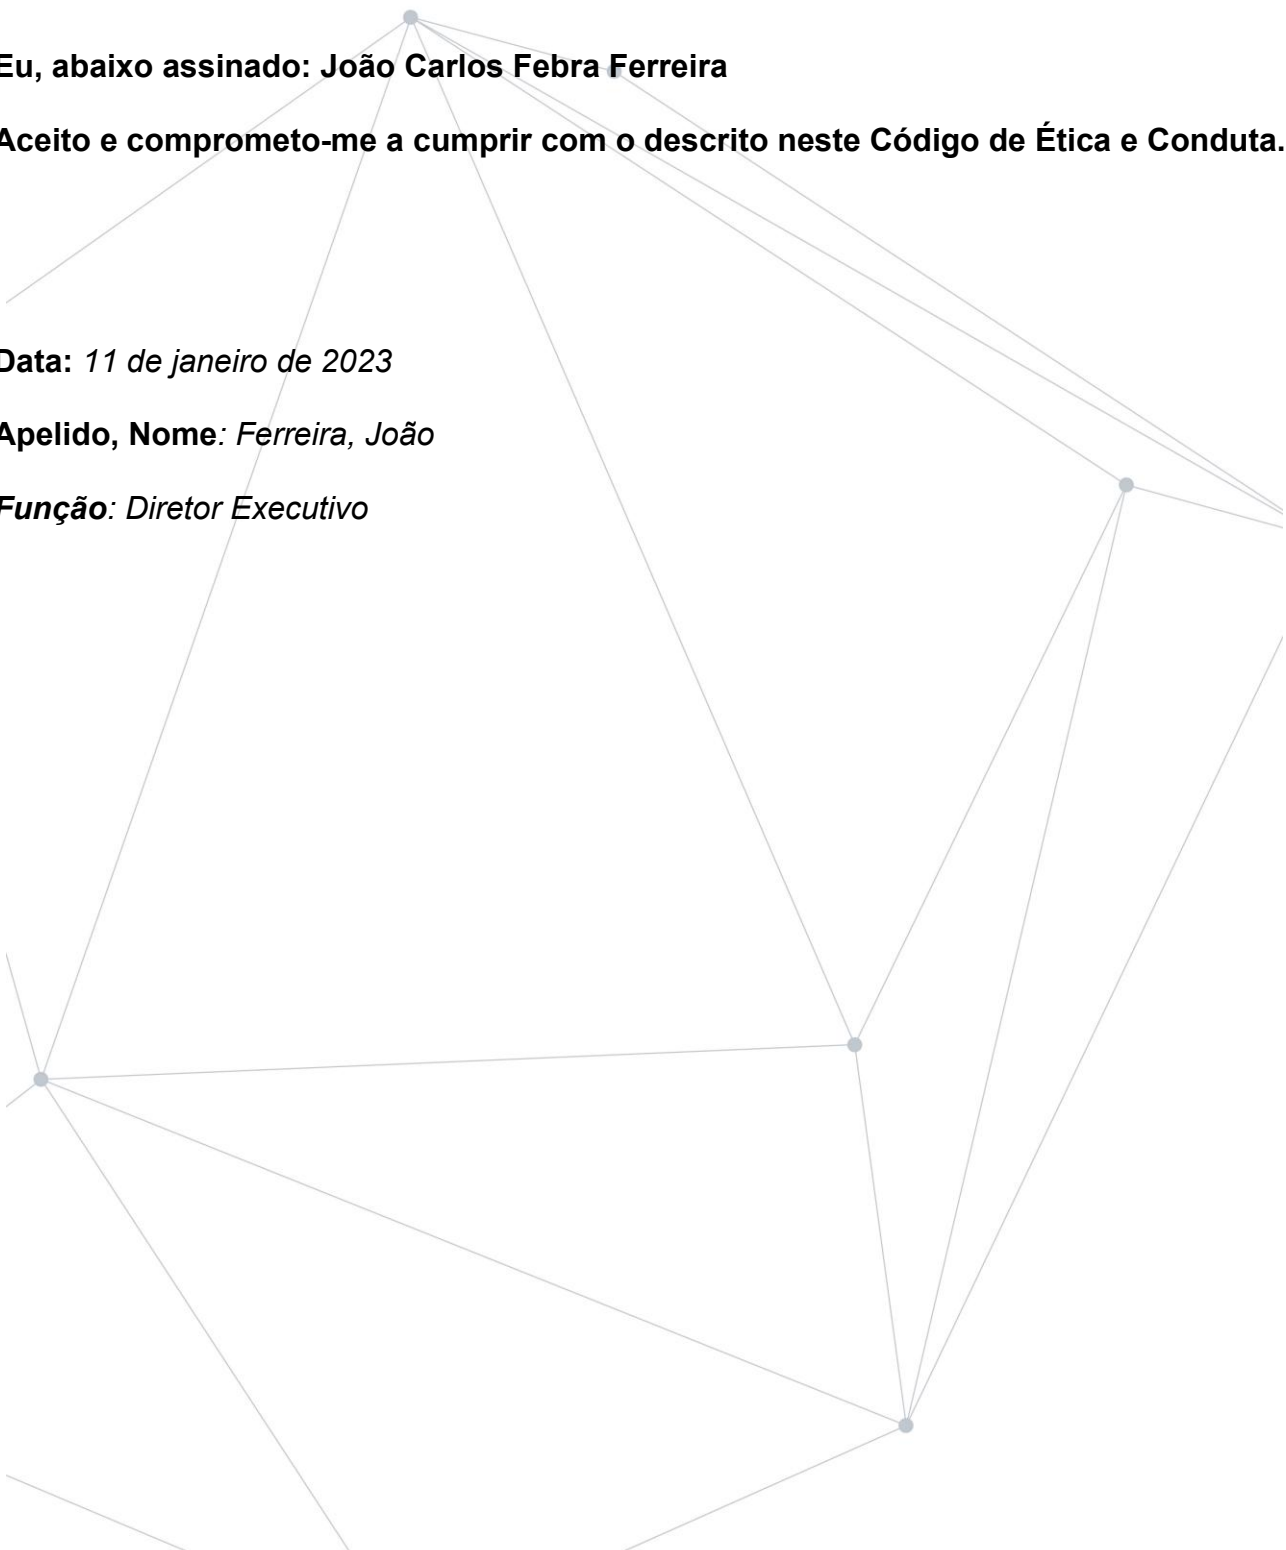 Eu, abaixo assinado: João Carlos Febra Ferreira
Aceito e comprometo-me a cumprir com o descrito neste Código de Ética e Conduta.
Data: 11 de janeiro de 2023
Apelido, Nome: Ferreira, João
Função: Diretor Executivo